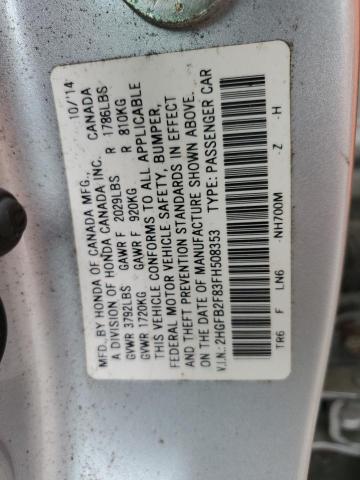 MFD. BY HONDA OF CANADA MFG., 10/'14
A DIVISION OF HONDA CANADA INC. CANADA
GVWR 3792LBS GAWR F 2029LBS R 1786LBS
GVWR 1720KG GAWR F 920KG R 810KG
THIS VEHICLE CONFORMS TO ALL APPLICABLE
FEDERAL MOTOR VEHICLE SAFETY, BUMPER,
AND THEFT PREVENTION STANDARDS IN EFFECT
ON THE DATE OF MANUFACTURE SHOWN ABOVE.
V.I.N.: 2HGFB2F83FH508353 TYPE: PASSENGER CAR
TR6 F LN6 NH700M Z H